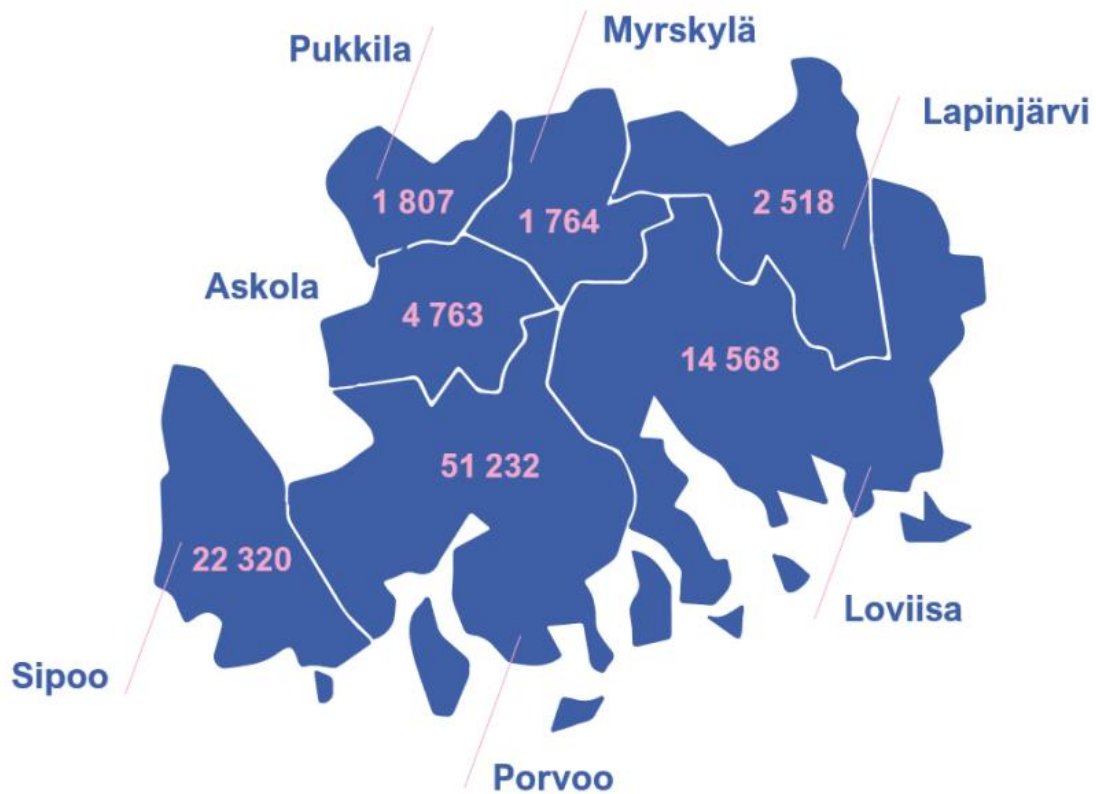 Myrskylä
Pukkila
Lapinjärvi
1 807
2 518
1 764
Askola
4 763
14 568
51 232
22 320
Loviisa
Sipoo
Porvoo